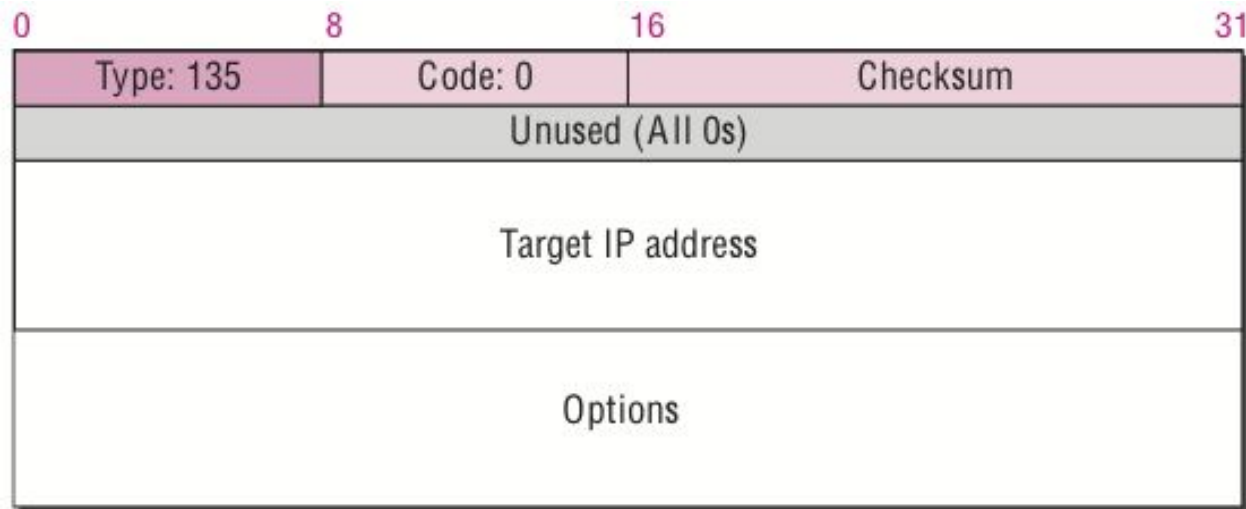 0 8 16 31
Type: 135 Code: 0 Checksum
Unused (All 0s)
Target IP address
Options